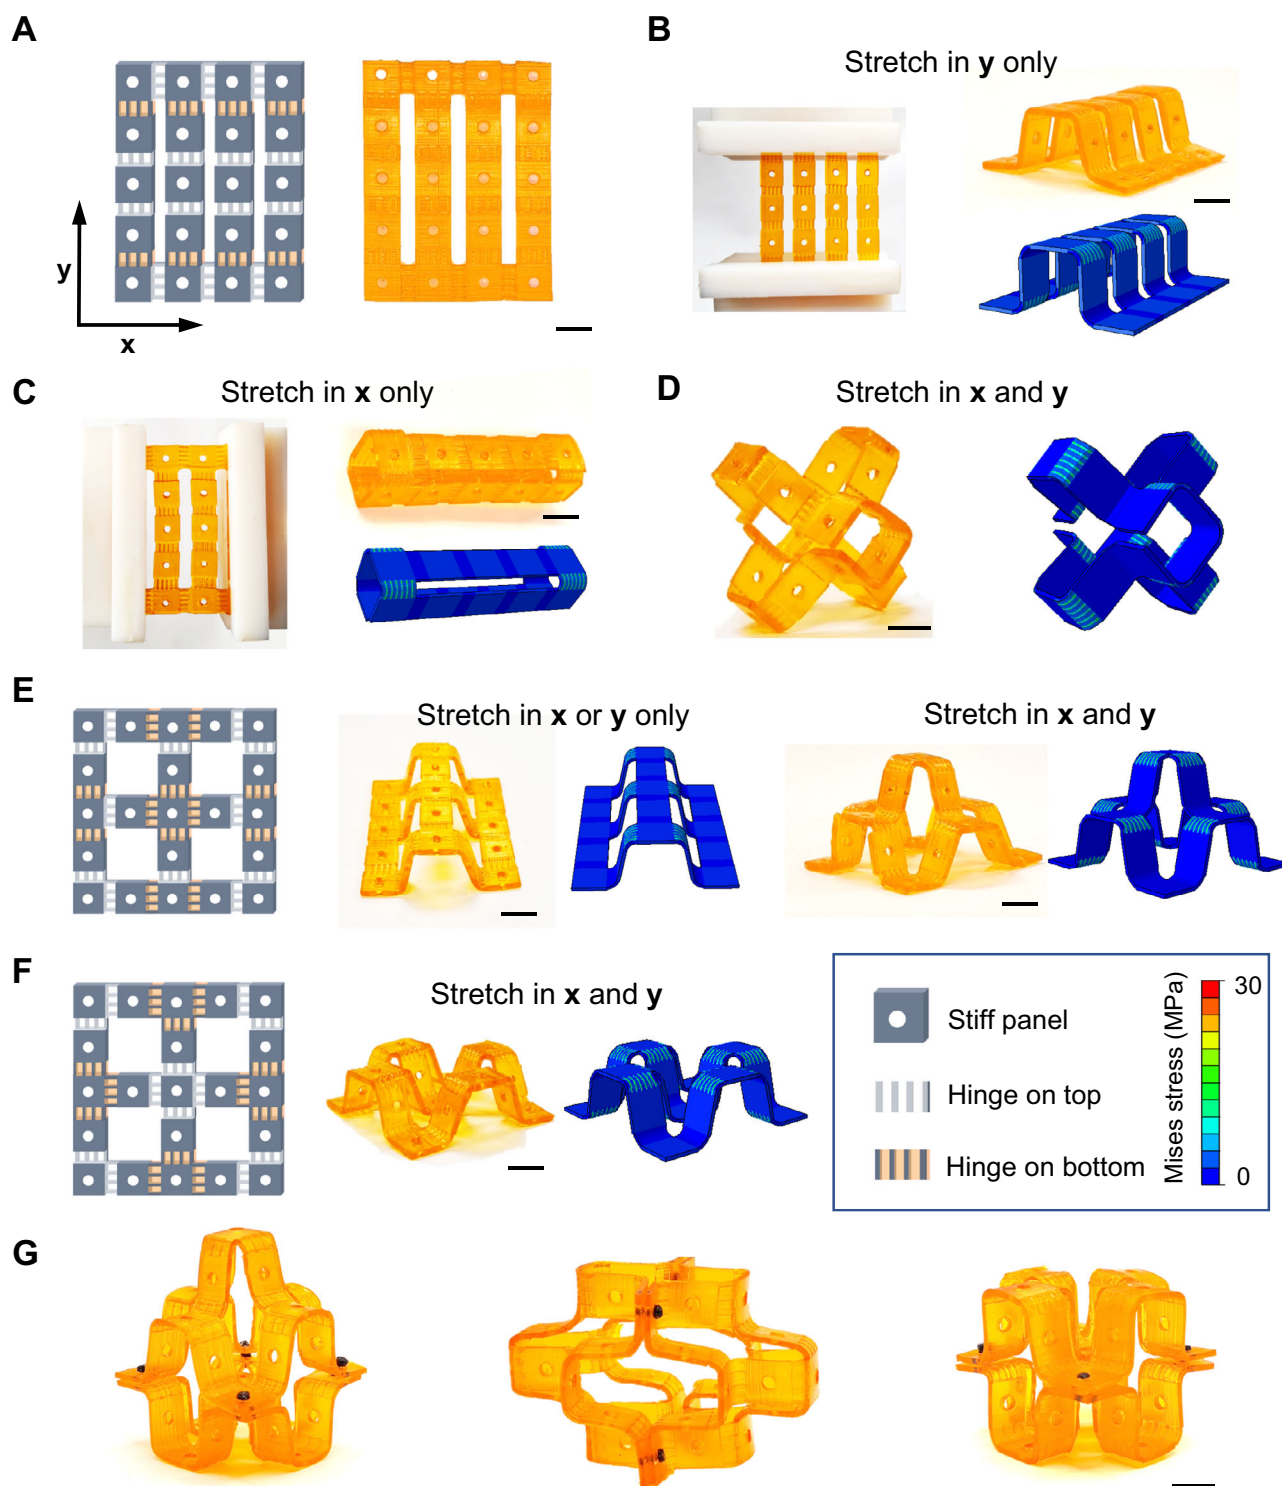 A
y
x
B
Stretch in y only
C
Stretch in x only
D
Stretch in x and y
E
Stretch in x or y only
Stretch in x and y
F
Stretch in x and y
Stiff panel
Hinge on top
Hinge on bottom
Mises stress (MPa)
30
0
G